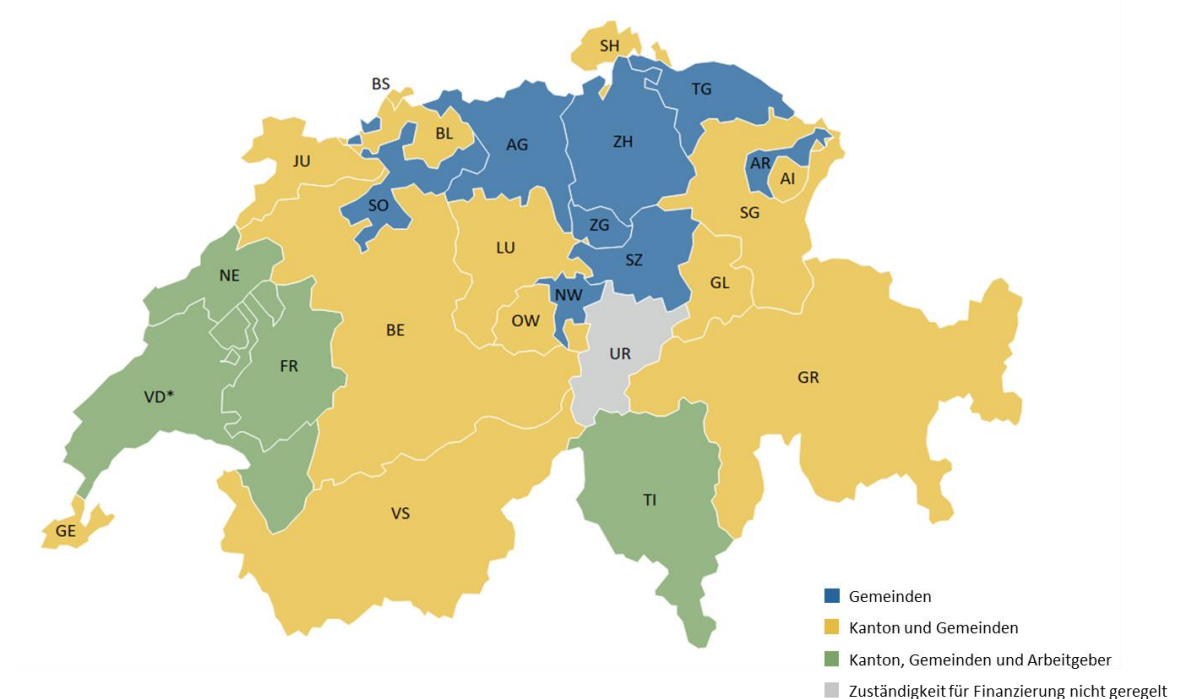 SH
BS
TG
BL
AG
ZH
JU
AR
AI
SO
SG
ZG
LU
SZ
NE
GL
NW
OW
BE
UR
FR
GR
VD*
TI
VS
GE
Gemeinden
Kanton und Gemeinden
Kanton, Gemeinden und Arbeitgeber
Zuständigkeit für Finanzierung nicht geregelt